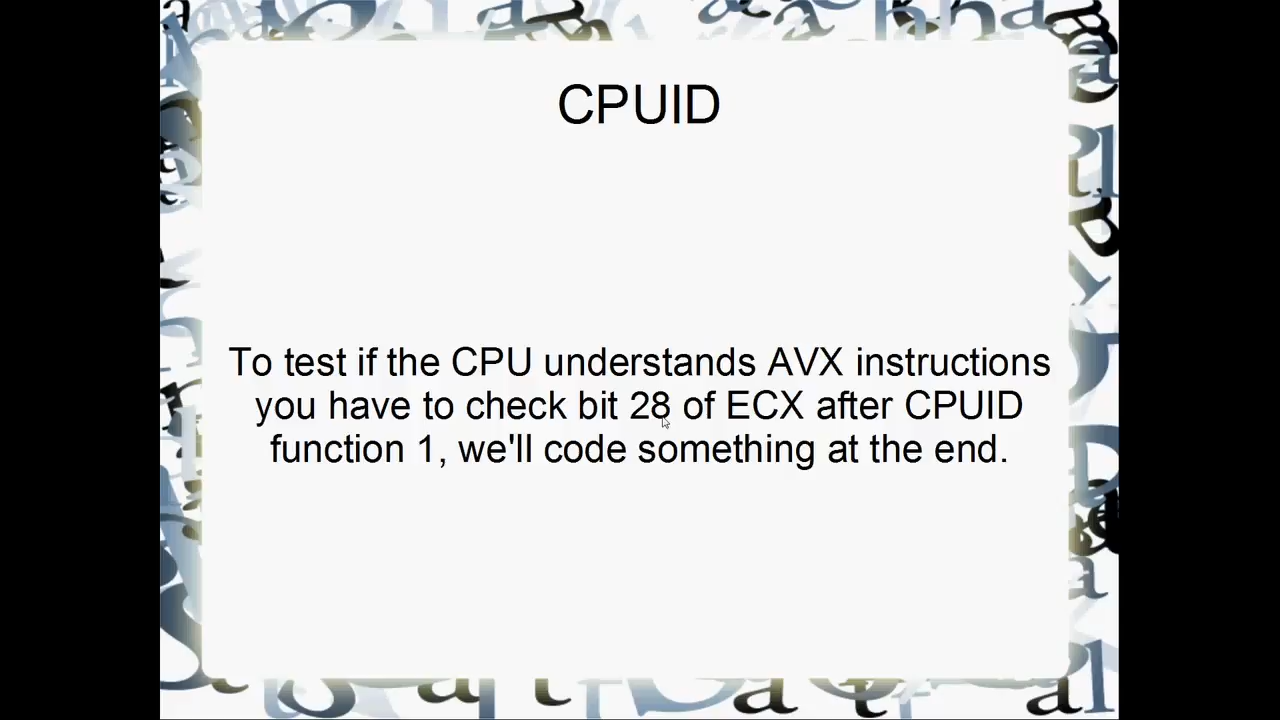 CPUID
To test if the CPU understands AVX instructions
you have to check bit 28 of ECX after CPUID
function 1, we'll code something at the end.